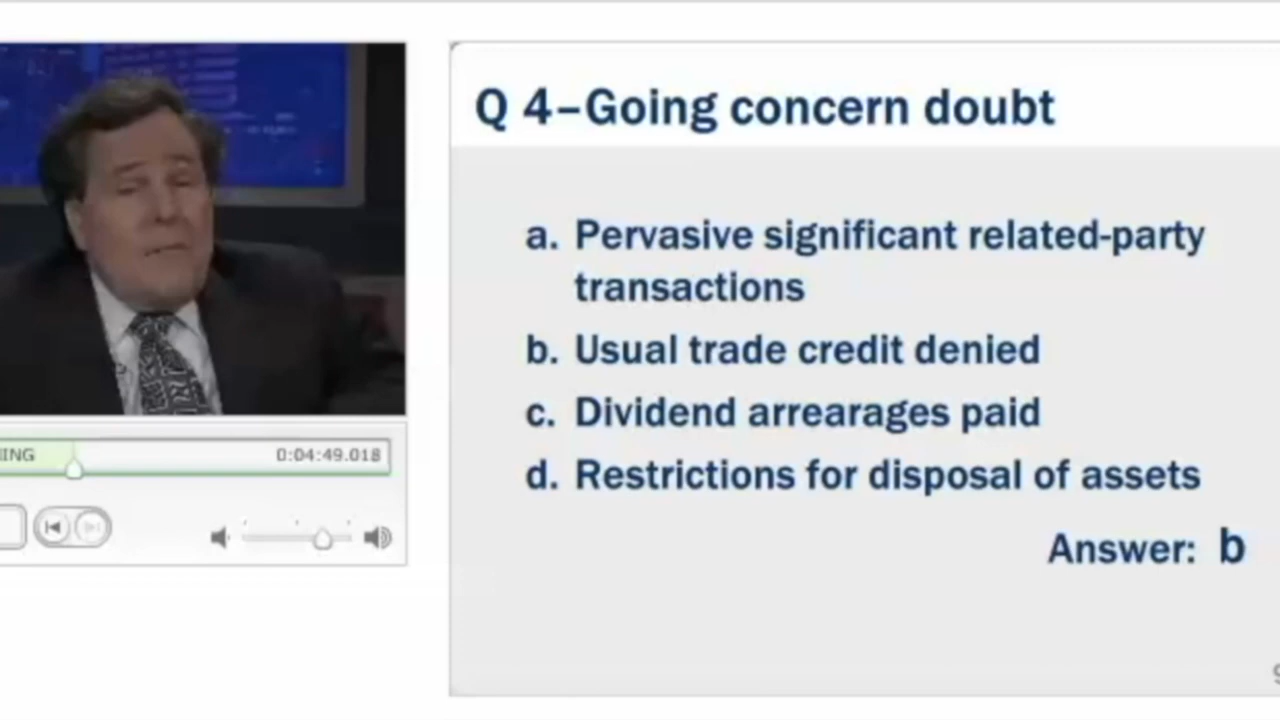 Q 4–Going concern doubt
a. Pervasive significant related-party
transactions
b. Usual trade credit denied
c. Dividend arrearages paid
d. Restrictions for disposal of assets
Answer: b
ING
0:04:49.018